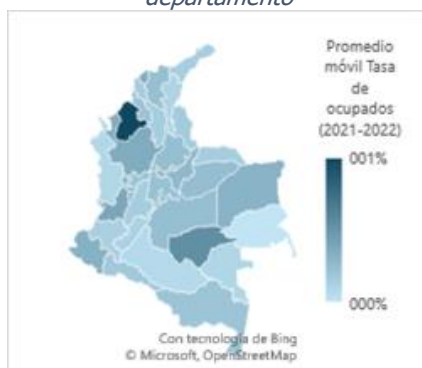 departamento
Promedio
móvil Tasa
de
ocupados
(2021-2022)
001%
000%
Con tecnología de Bing
© Microsoft, OpenStreetMap